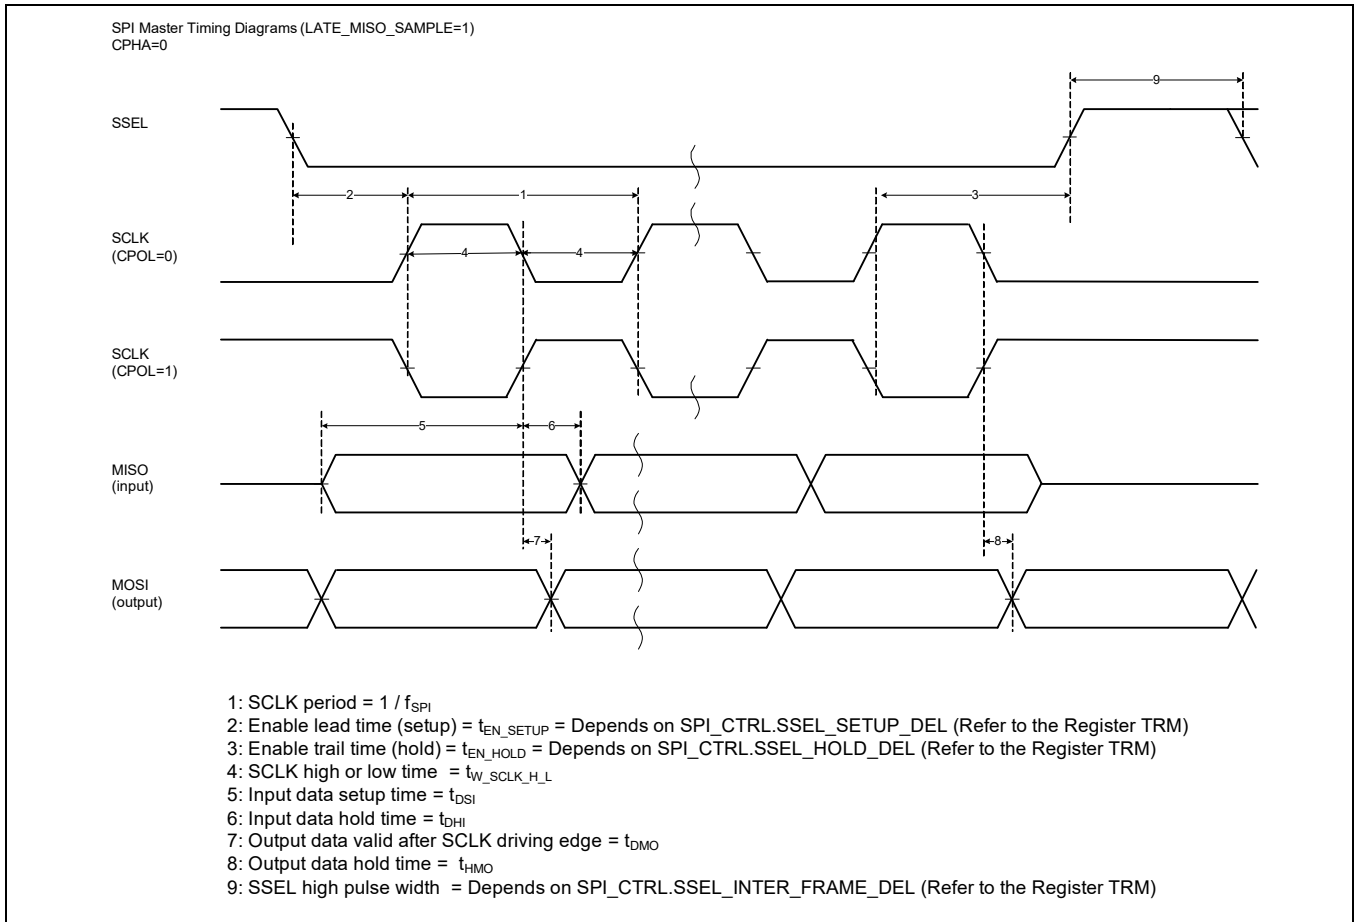 SPI Master Timing Diagrams (LATE_MISO_SAMPLE=1)
CPHA=0
9
SSEL
2
1
3
SCLK
(CPOL=0)
4
4
SCLK
(CPOL=1)
5
6
MISO
(input)
7
8
MOSI
(output)
1: SCLK period = 1 / fSPI
2: Enable lead time (setup) = tEN_SETUP = Depends on SPI_CTRL.SSEL_SETUP_DEL (Refer to the Register TRM)
3: Enable trail time (hold) = tEN_HOLD = Depends on SPI_CTRL.SSEL_HOLD_DEL (Refer to the Register TRM)
4: SCLK high or low time = tW_SCLK_H_L
5: Input data setup time = tDSI
6: Input data hold time = tDHI
7: Output data valid after SCLK driving edge = tDMO
8: Output data hold time = tHMO
9: SSEL high pulse width = Depends on SPI_CTRL.SSEL_INTER_FRAME_DEL (Refer to the Register TRM)